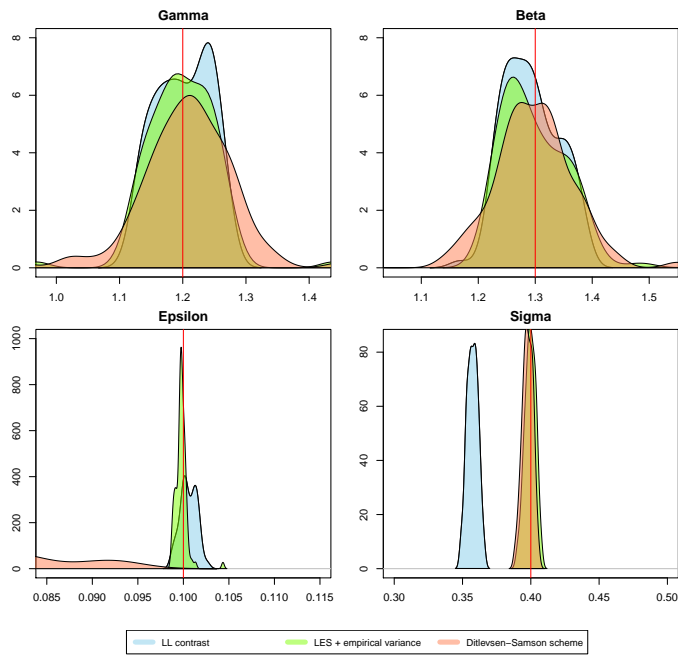 Gamma
Beta
8
6
4
2
0
1.0 1.1 1.2 1.3 1.4
8
6
4
2
0
1.1 1.2 1.3 1.4 1.5
Epsilon
Sigma
1000
800
600
400
200
0
0.085 0.090 0.095 0.100 0.105 0.110 0.115
80
60
40
20
0
0.30 0.35 0.40 0.45 0.50
LL contrast LES + empirical variance Ditlevsen−Samson scheme